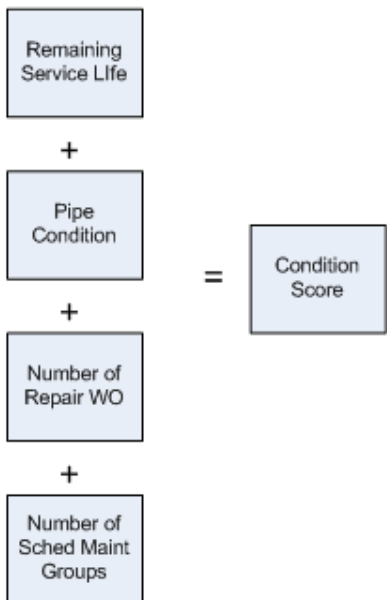 Remaining
Service LIfe
+
Pipe
Condition
+
Number of
Repair WO
+
Number of
Sched Maint
Groups
=
Condition
Score